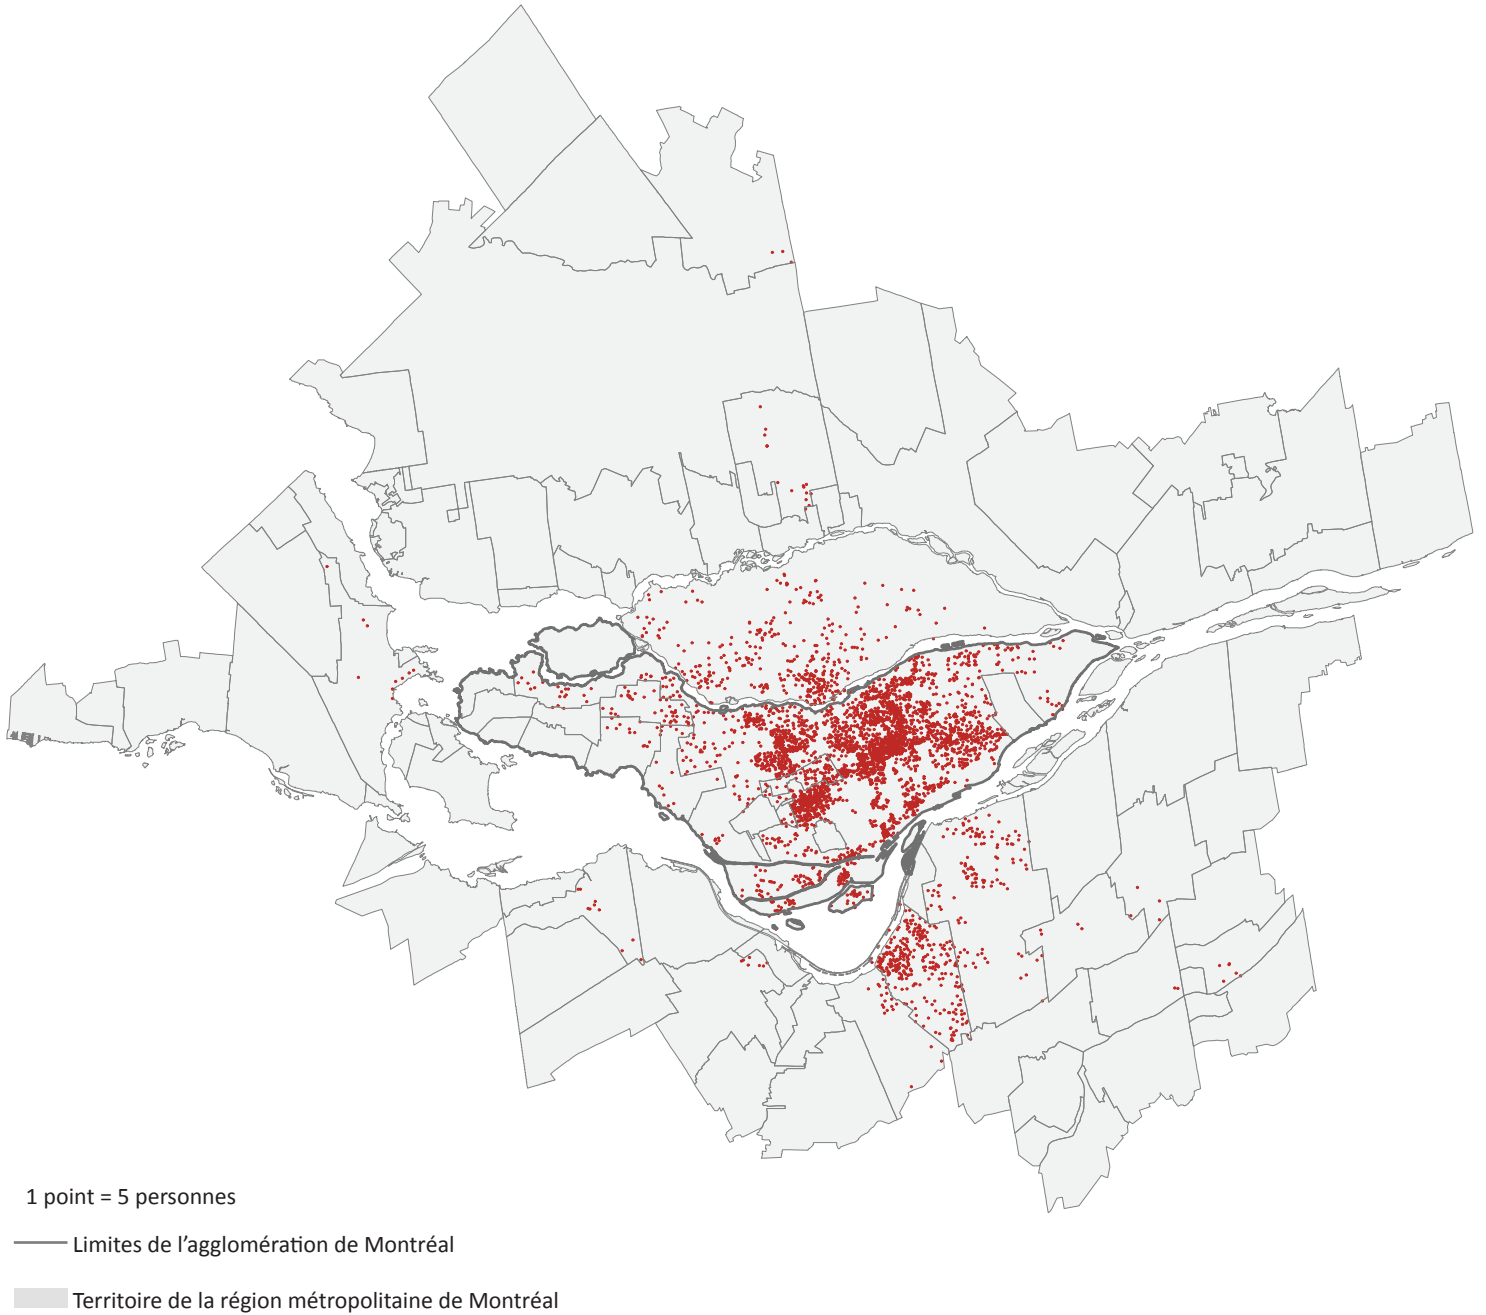 1 point = 5 personnes
Limites de l'agglomération de Montréal
Territoire de la région métropolitaine de Montréal